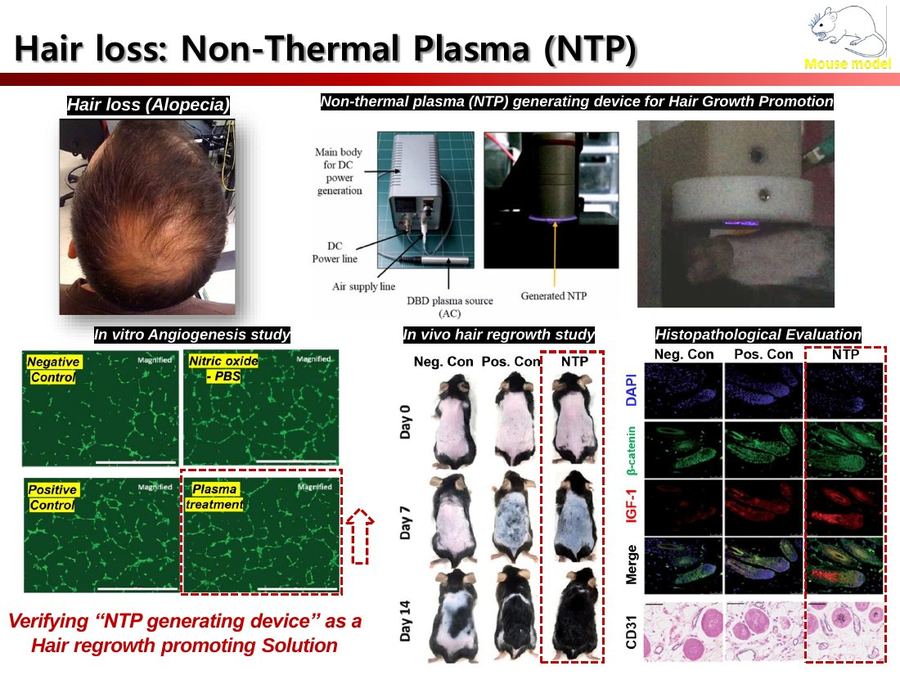 Hair loss: Non-Thermal Plasma (NTP)
Mouse model
Hair loss (Alopecia)
Non-thermal plasma (NTP) generating device for Hair Growth Promotion
Main body
for DC
power
generation
DC
Power line
Air supply line
DBD plasma source
(AC)
Generated NTP
In vitro Angiogenesis study
Negative
Control
Magnified
Nitric oxide
- PBS
Magnified
Positive
Control
Magnified
Plasma
treatment
Magnified
Verifying “NTP generating device” as a
Hair regrowth promoting Solution
In vivo hair regrowth study
Neg. Con
Pos. Con
NTP
Day 0
Day 7
Day 14
Histopathological Evaluation
Neg. Con
Pos. Con
NTP
DAPI
β-catenin
IGF-1
Merge
CD31